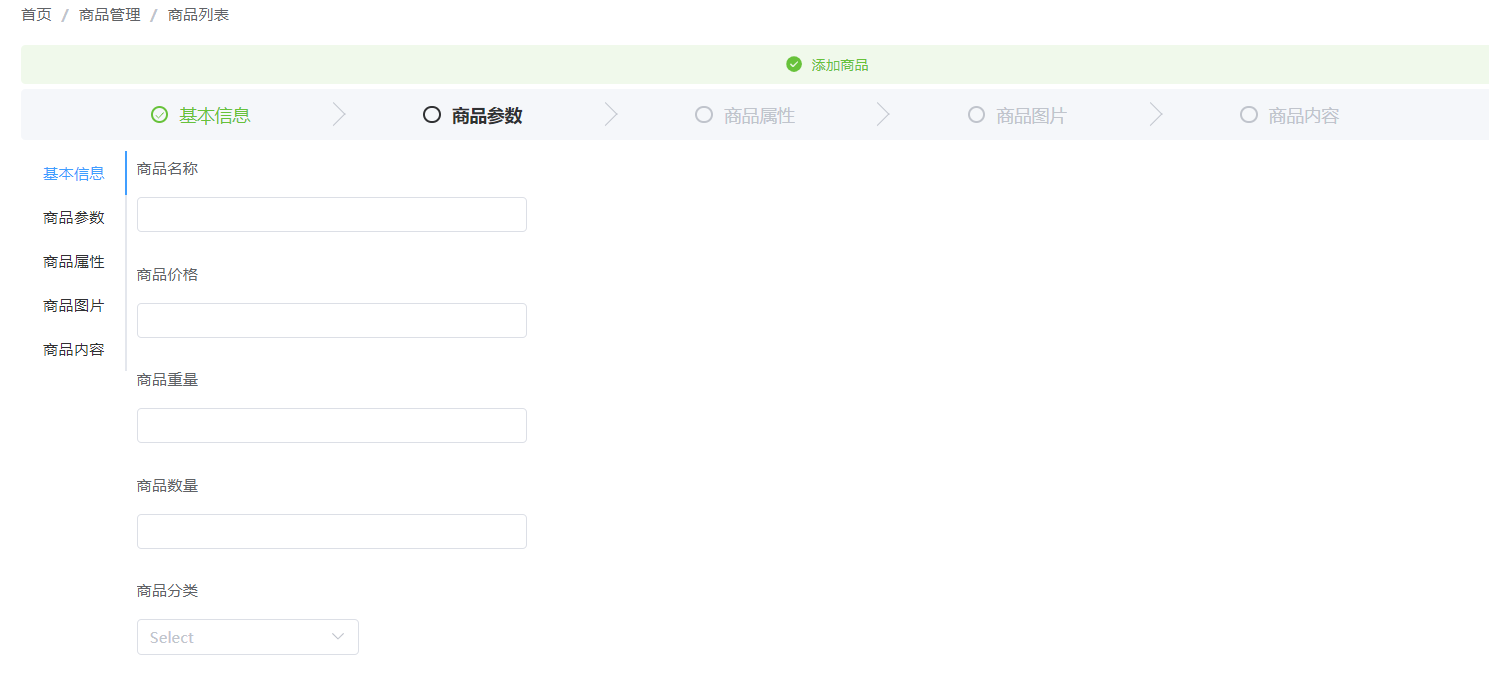 首页 / 商品管理 / 商品列表
添加商品
基本信息 商品参数 商品属性 商品图片 商品内容
基本信息
商品参数
商品属性
商品图片
商品内容
商品名称
商品价格
商品重量
商品数量
商品分类
Select